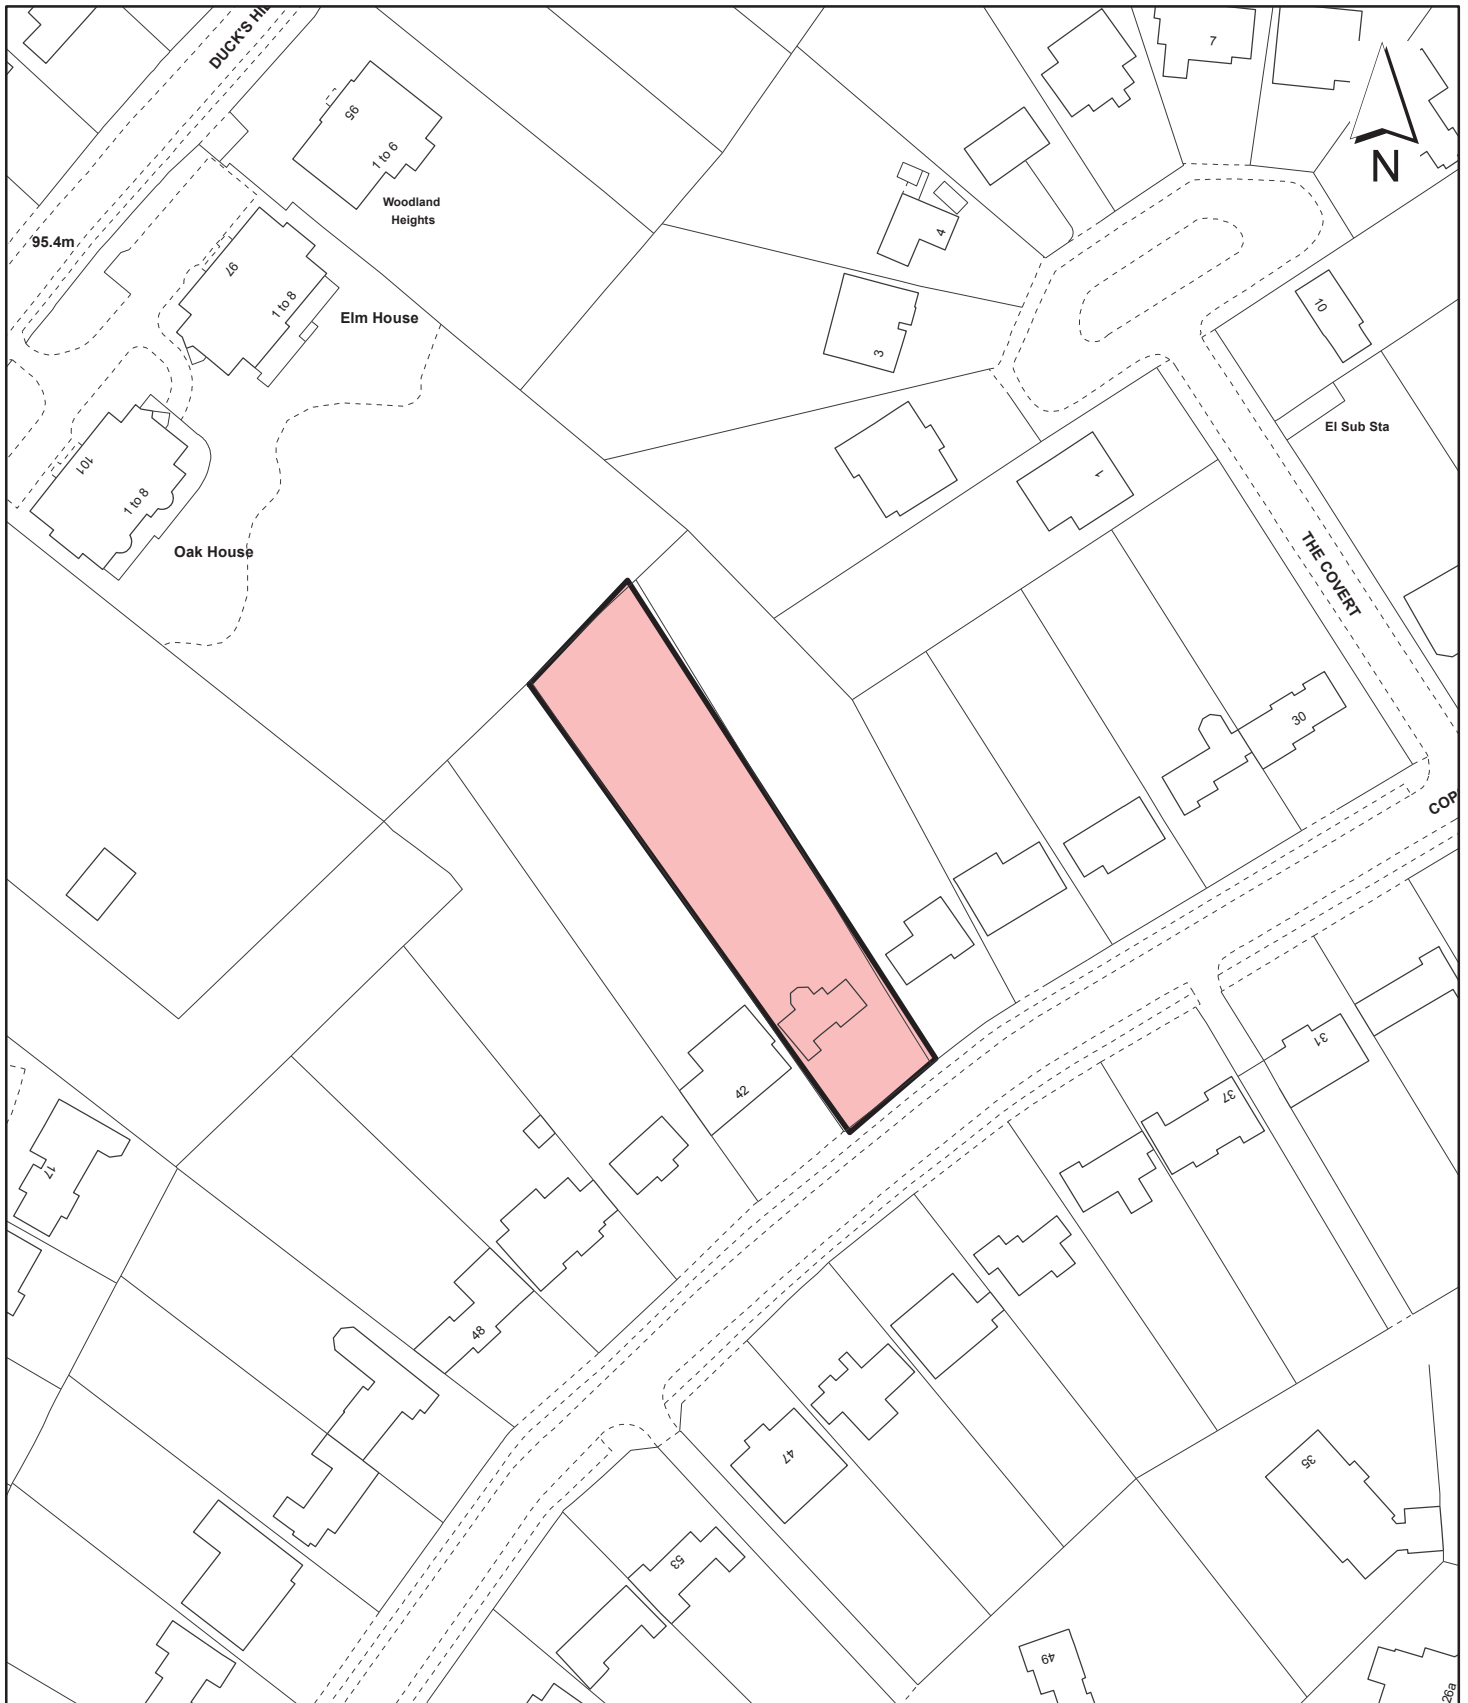 DUCK'S HIL
7
95
1 to 6
Woodland
Heights
N
4
95.4m
97
1 to 8
Elm House
10
3
El Sub Sta
101
1 to 8
1
Oak House
THE COVERT
30
COP
31
42
37
17
48
47
35
53
49
26a